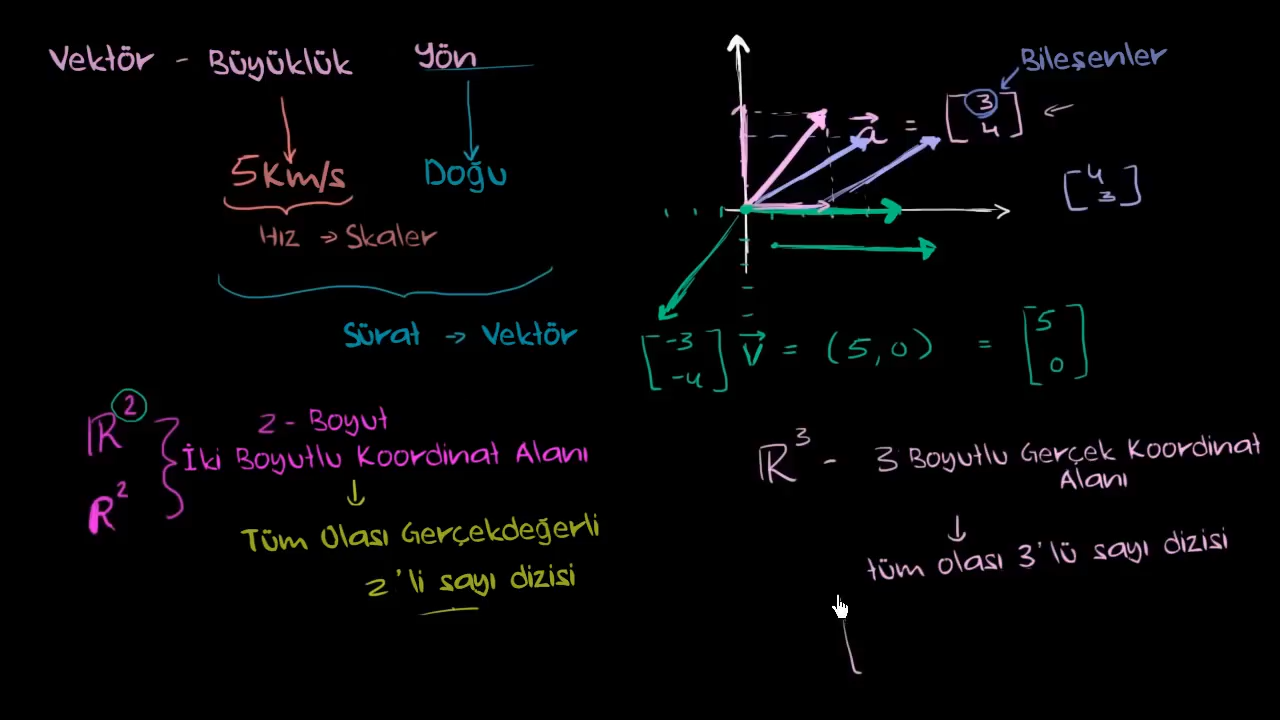 Vektör - Büyüklük Yön
5Km/s Doğu
Hız → Skaler
Sürat → Vektör
Bileşenler
a = [3 4] ←
[4 3]
[-3 -4]
V = (5,0) = [5 0]
ℝ² 
R²
2 - Boyut
İki Boyutlu Koordinat Alanı
↓
Tüm Olası Gerçekdeğerli
2'li sayı dizisi
ℝ³ - 3 Boyutlu Gerçek Koordinat
Alanı
↓
tüm olası 3'lü sayı dizisi